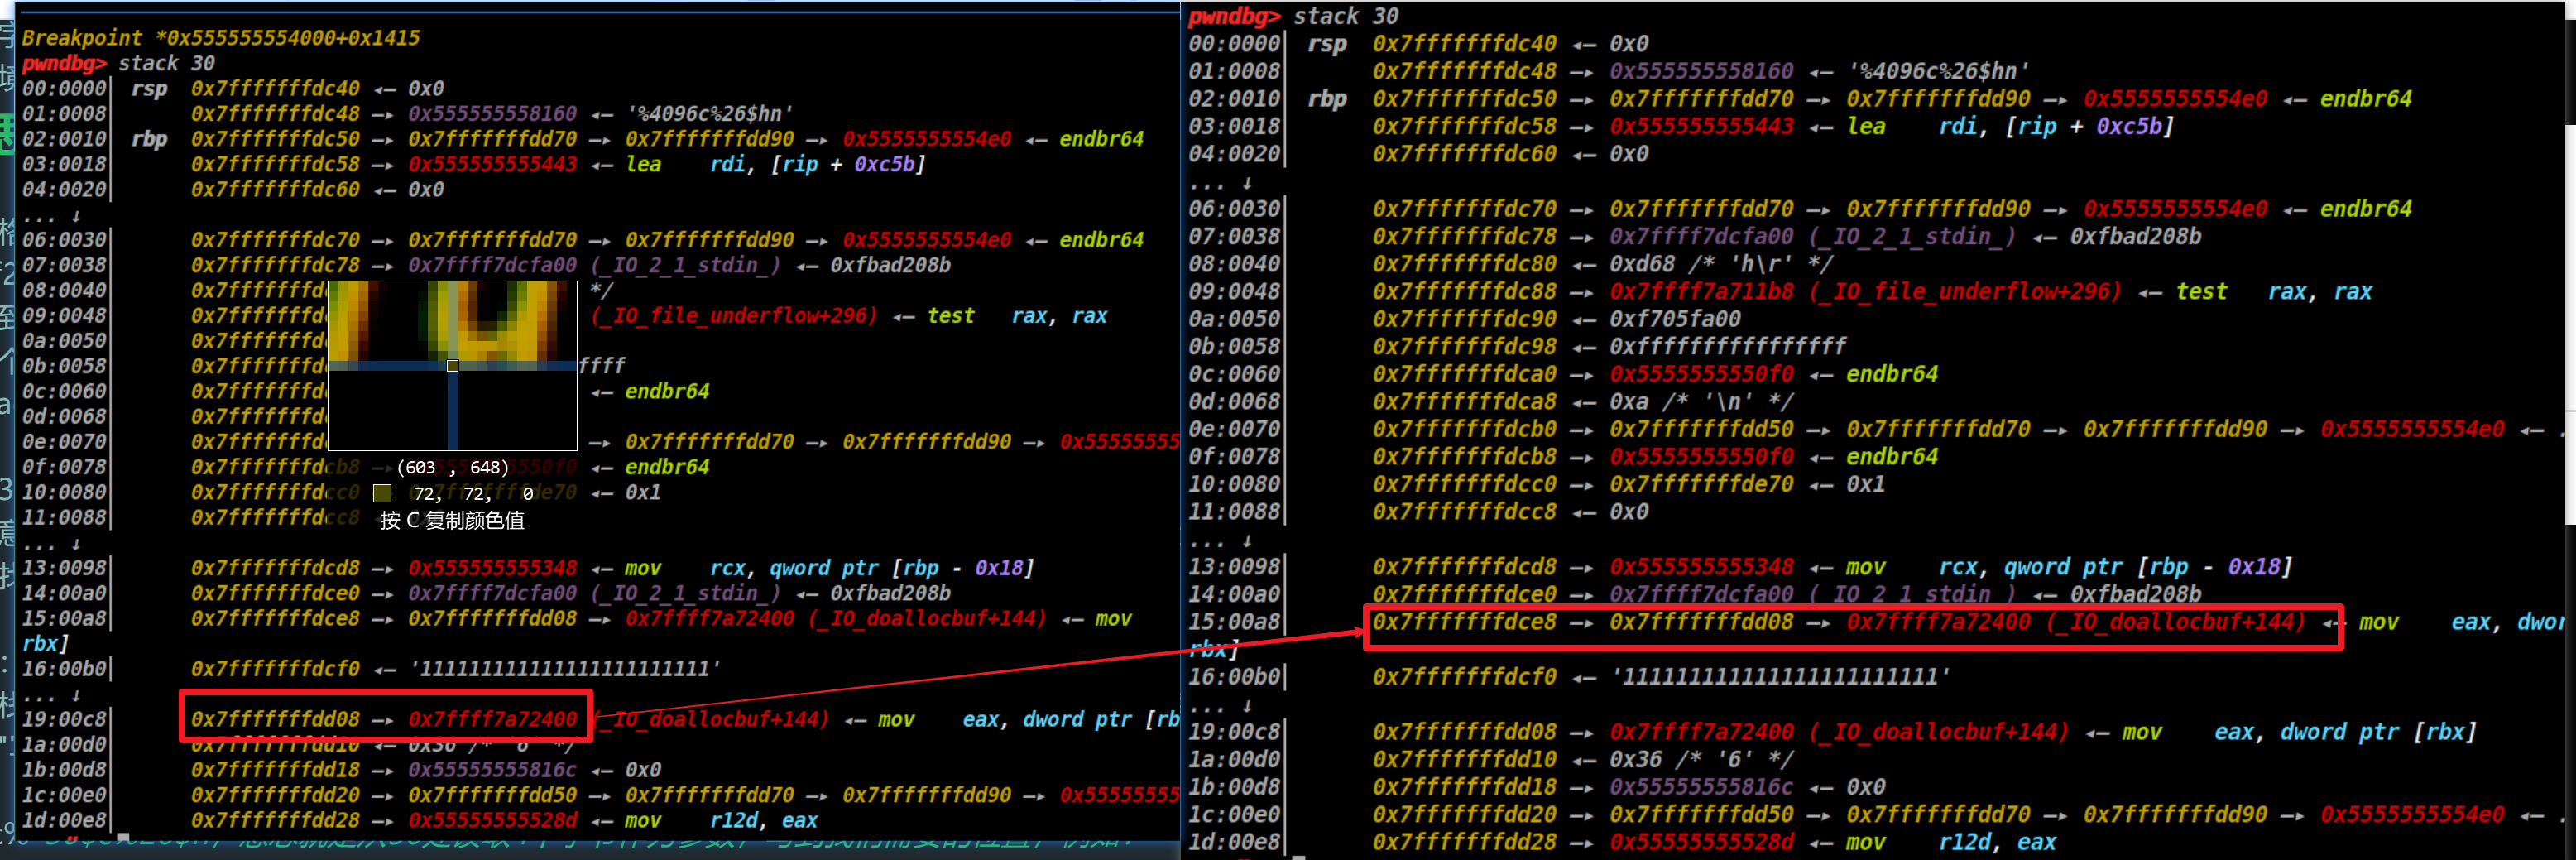 Breakpoint *0x555555554000+0x1415
pwndbg> stack 30
00:0000│ rsp 0x7fffffffdc40 ◂— 0x0
01:0008│ 0x7fffffffdc48 —▸ 0x555555558160 ◂— '%4096c%26$hn'
02:0010│ rbp 0x7fffffffdc50 —▸ 0x7fffffffdd70 —▸ 0x7fffffffdd90 —▸ 0x5555555554e0 ◂— endbr64
03:0018│ 0x7fffffffdc58 —▸ 0x555555555443 ◂— lea rdi, [rip + 0xc5b]
04:0020│ 0x7fffffffdc60 ◂— 0x0
... ↓
06:0030│ 0x7fffffffdc70 —▸ 0x7fffffffdd70 —▸ 0x7fffffffdd90 —▸ 0x5555555554e0 ◂— endbr64
07:0038│ 0x7fffffffdc78 —▸ 0x7ffff7dcfa00 (_IO_2_1_stdin_) ◂— 0xfbad208b
08:0040│ 0x7fffffffd */
09:0048│ 0x7fffffffd (_IO_file_underflow+296) ◂— test rax, rax
0a:0050│ 0x7fffffffd
0b:0058│ 0x7fffffffd ffff
0c:0060│ 0x7fffffffd ◂— endbr64
0d:0068│ 0x7fffffffd
0e:0070│ 0x7fffffffd —▸ 0x7fffffffdd70 —▸ 0x7fffffffdd90 —▸ 0x55555555
0f:0078│ 0x7fffffffdcb8 —▸ (603 , 648) ◂— endbr64
10:0080│ 0x7fffffffdcc0 72, 72, 0 ◂— 0x1
11:0088│ 0x7fffffffdcc8 按 C 复制颜色值
... ↓
13:0098│ 0x7fffffffdcd8 —▸ 0x555555555348 ◂— mov rcx, qword ptr [rbp - 0x18]
14:00a0│ 0x7fffffffdce0 —▸ 0x7ffff7dcfa00 (_IO_2_1_stdin_) ◂— 0xfbad208b
15:00a8│ 0x7fffffffdce8 —▸ 0x7fffffffdd08 —▸ 0x7ffff7a72400 (_IO_doallocbuf+144) ◂— mov
rbx]
16:00b0│ 0x7fffffffdcf0 ◂— '111111111111111111111111'
... ↓
19:00c8│ 0x7fffffffdd08 —▸ 0x7ffff7a72400 (_IO_doallocbuf+144) ◂— mov eax, dword ptr [rb
1a:00d0│ 0x7fffffffdd10 ◂— 0x36 /* '6' */
1b:00d8│ 0x7fffffffdd18 —▸ 0x55555555816c ◂— 0x0
1c:00e0│ 0x7fffffffdd20 —▸ 0x7fffffffdd50 —▸ 0x7fffffffdd70 —▸ 0x7fffffffdd90 —▸ 0x55555555
1d:00e8│ 0x7fffffffdd28 —▸ 0x55555555528d ◂— mov r12d, eax
pwndbg> stack 30
00:0000│ rsp 0x7fffffffdc40 ◂— 0x0
01:0008│ 0x7fffffffdc48 —▸ 0x555555558160 ◂— '%4096c%26$hn'
02:0010│ rbp 0x7fffffffdc50 —▸ 0x7fffffffdd70 —▸ 0x7fffffffdd90 —▸ 0x5555555554e0 ◂— endbr64
03:0018│ 0x7fffffffdc58 —▸ 0x555555555443 ◂— lea rdi, [rip + 0xc5b]
04:0020│ 0x7fffffffdc60 ◂— 0x0
... ↓
06:0030│ 0x7fffffffdc70 —▸ 0x7fffffffdd70 —▸ 0x7fffffffdd90 —▸ 0x5555555554e0 ◂— endbr64
07:0038│ 0x7fffffffdc78 —▸ 0x7ffff7dcfa00 (_IO_2_1_stdin_) ◂— 0xfbad208b
08:0040│ 0x7fffffffdc80 ◂— 0xd68 /* 'h\r' */
09:0048│ 0x7fffffffdc88 —▸ 0x7ffff7a711b8 (_IO_file_underflow+296) ◂— test rax, rax
0a:0050│ 0x7fffffffdc90 ◂— 0xf705fa00
0b:0058│ 0x7fffffffdc98 ◂— 0xffffffffffffffff
0c:0060│ 0x7fffffffdca0 —▸ 0x5555555550f0 ◂— endbr64
0d:0068│ 0x7fffffffdca8 ◂— 0xa /* '\n' */
0e:0070│ 0x7fffffffdcb0 —▸ 0x7fffffffdd50 —▸ 0x7fffffffdd70 —▸ 0x7fffffffdd90 —▸ 0x5555555554e0 ◂— .
0f:0078│ 0x7fffffffdcb8 —▸ 0x5555555550f0 ◂— endbr64
10:0080│ 0x7fffffffdcc0 —▸ 0x7fffffffde70 ◂— 0x1
11:0088│ 0x7fffffffdcc8 ◂— 0x0
... ↓
13:0098│ 0x7fffffffdcd8 —▸ 0x555555555348 ◂— mov rcx, qword ptr [rbp - 0x18]
14:00a0│ 0x7fffffffdce0 —▸ 0x7ffff7dcfa00 (_IO_2_1_stdin_) ◂— 0xfbad208b
15:00a8│ 0x7fffffffdce8 —▸ 0x7fffffffdd08 —▸ 0x7ffff7a72400 (_IO_doallocbuf+144) ◂— mov eax, dwor
rbx]
16:00b0│ 0x7fffffffdcf0 ◂— '111111111111111111111111'
... ↓
19:00c8│ 0x7fffffffdd08 —▸ 0x7ffff7a72400 (_IO_doallocbuf+144) ◂— mov eax, dword ptr [rbx]
1a:00d0│ 0x7fffffffdd10 ◂— 0x36 /* '6' */
1b:00d8│ 0x7fffffffdd18 —▸ 0x55555555816c ◂— 0x0
1c:00e0│ 0x7fffffffdd20 —▸ 0x7fffffffdd50 —▸ 0x7fffffffdd70 —▸ 0x7fffffffdd90 —▸ 0x5555555554e0 ◂— .
1d:00e8│ 0x7fffffffdd28 —▸ 0x55555555528d ◂— mov r12d, eax